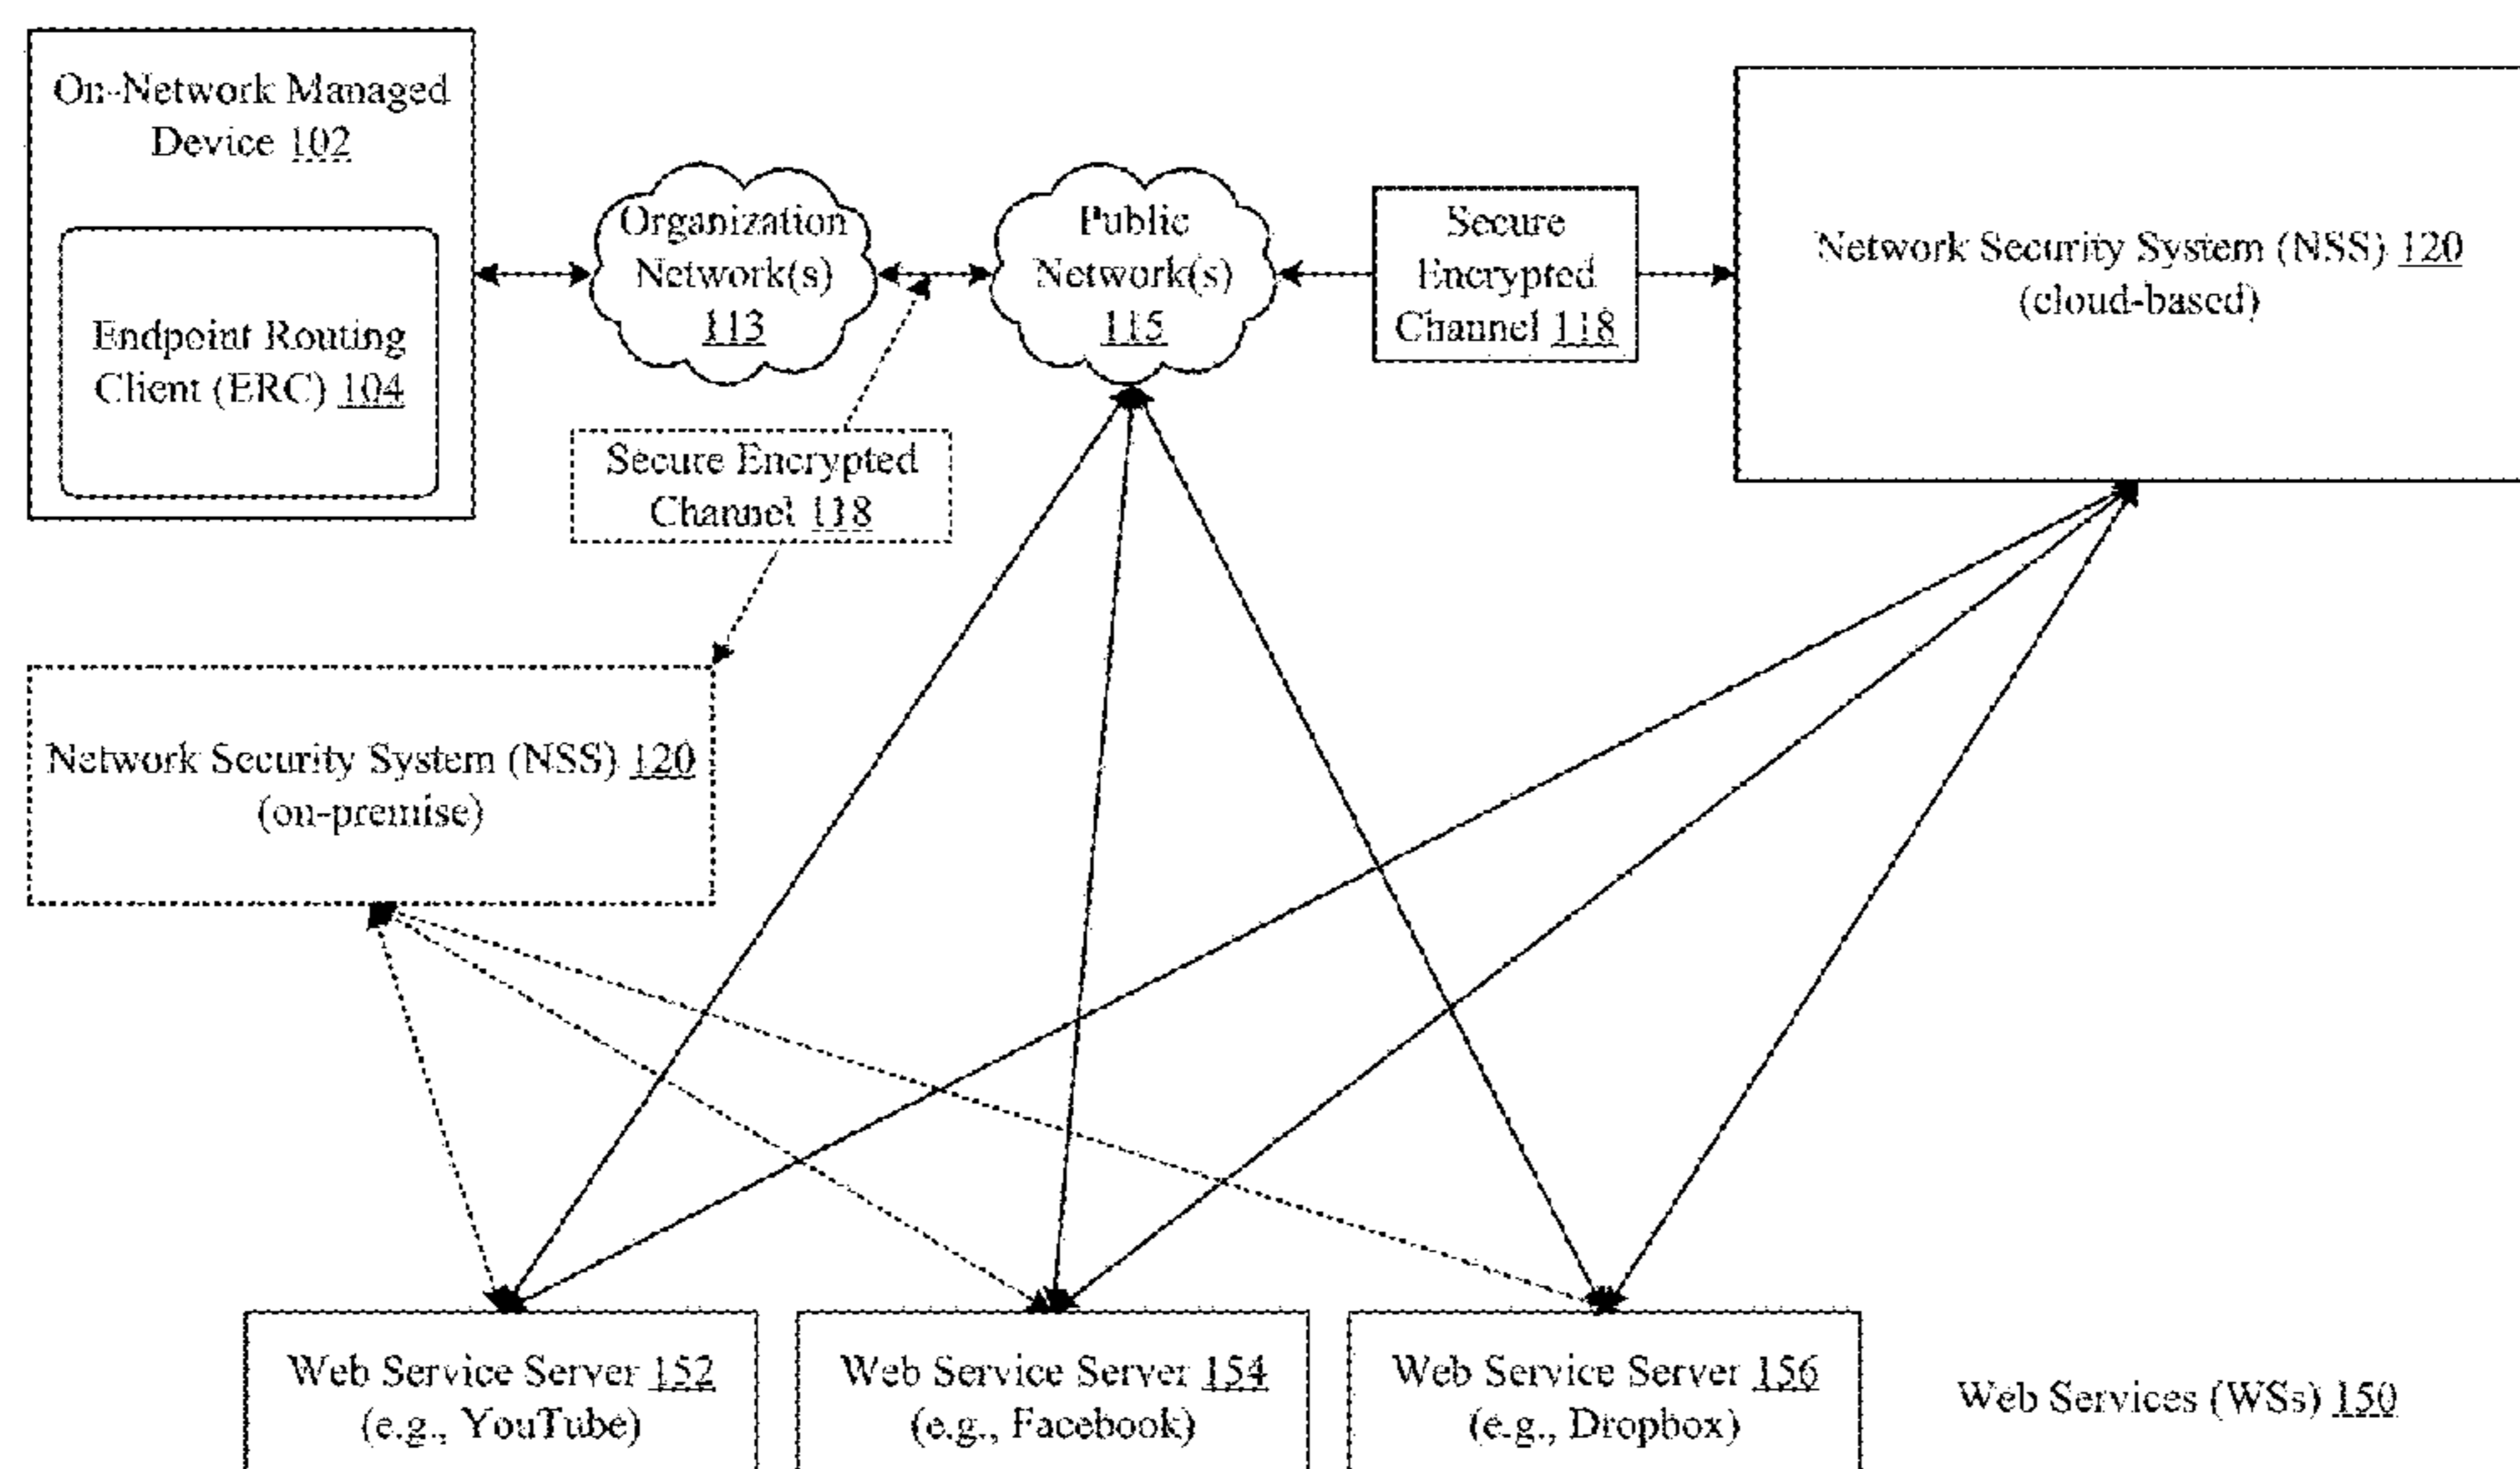 On-Network Managed
Device 102
Endpoint Routing
Client (ERC) 104
Organization
Network(s)
113
Public
Network(s)
115
Secure
Encrypted
Channel 118
Network Security System (NSS) 120
(cloud-based)
Secure Encrypted
Channel 118
Network Security System (NSS) 120
(on-premise)
Web Service Server 152
(e.g., YouTube)
Web Service Server 154
(e.g., Facebook)
Web Service Server 156
(e.g., Dropbox)
Web Services (WSs) 150